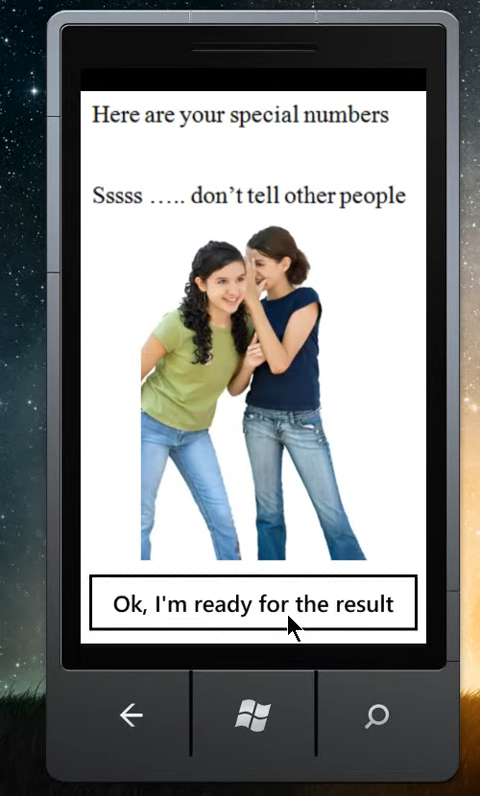 Here are your special numbers
Sssss ….. don’t tell other people
Ok, I'm ready for the result